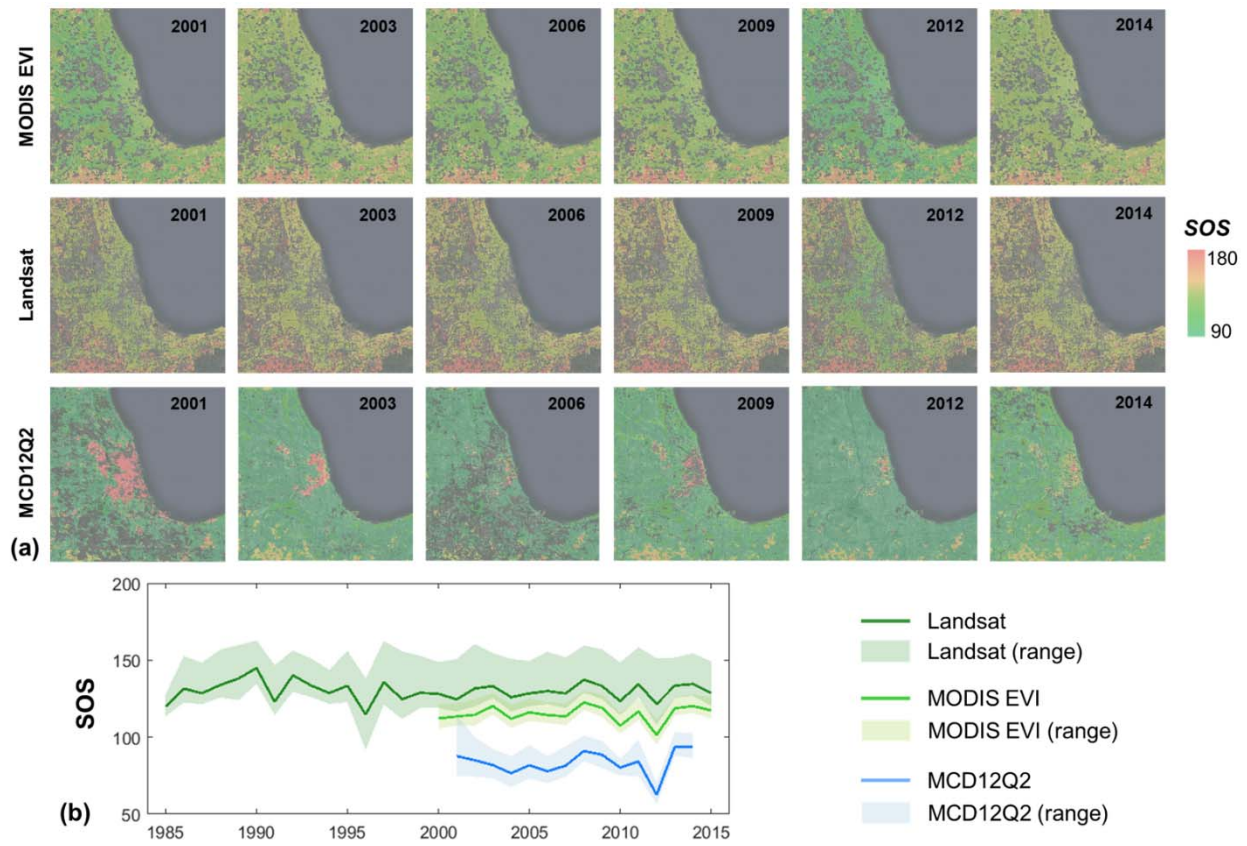 MODIS EVI
2001
2003
2006
2009
2012
2014
Landsat
2001
2003
2006
2009
2012
2014
SOS
180
90
MCD12Q2
2001
2003
2006
2009
2012
2014
(a)
200
150
100
50
SOS
(b)
1985 1990 1995 2000 2005 2010 2015
Landsat
Landsat (range)
MODIS EVI
MODIS EVI (range)
MCD12Q2
MCD12Q2 (range)